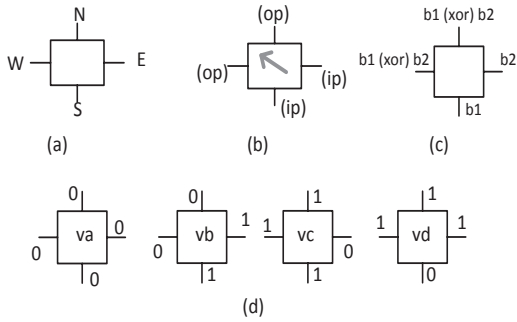 N
W
E
S
(a)
(op)
(op)
(ip)
(ip)
(b)
b1 (xor) b2
b1 (xor) b2
b2
b1
(c)
0
va
0
0
0
0
vb
1
0
1
1
vc
1
0
1
1
vd
1
1
0
(d)